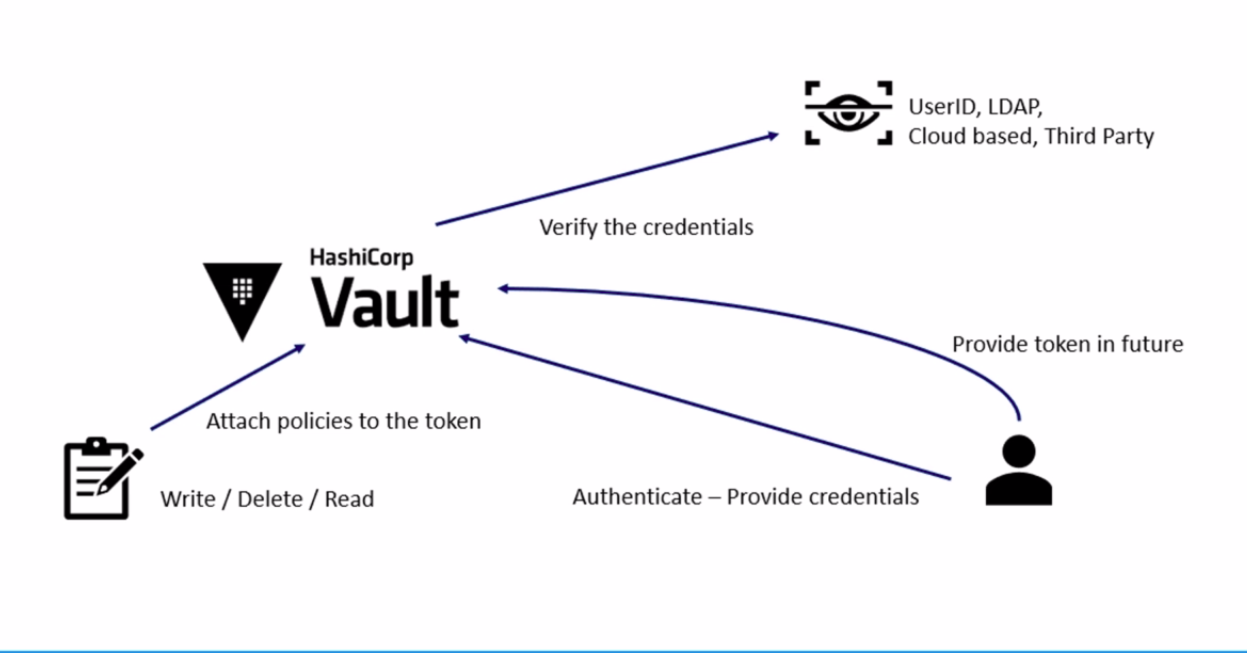 UserID, LDAP,
Cloud based, Third Party
Verify the credentials
HashiCorp
Vault
Provide token in future
Attach policies to the token
Write / Delete / Read
Authenticate – Provide credentials